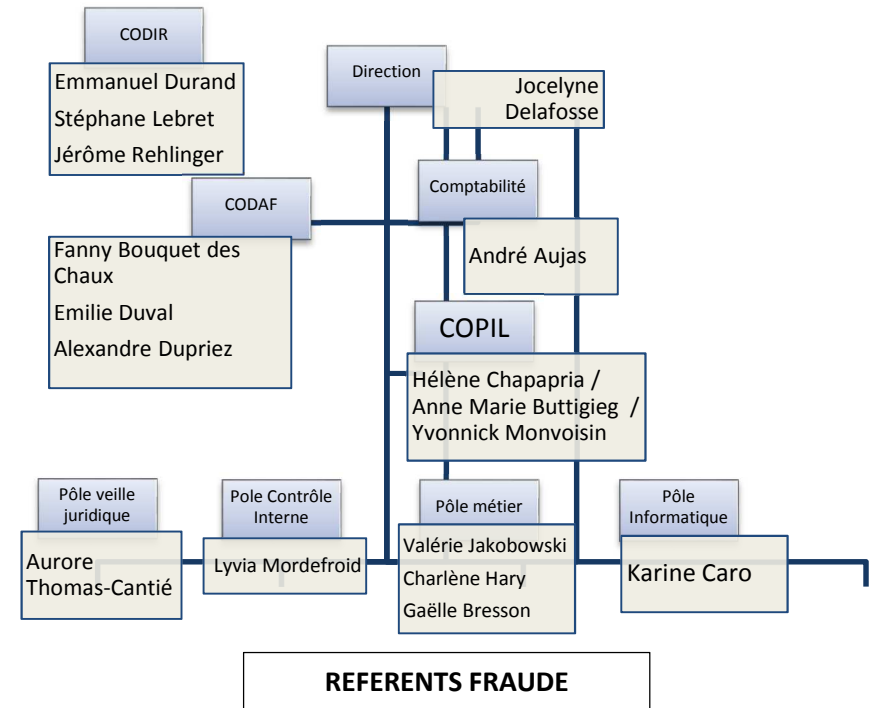 CODIR
Emmanuel Durand
Stéphane Lebret
Jérôme Rehlinger
Direction
Jocelyne
Delafosse
CODAF
Fanny Bouquet des
Chaux
Emilie Duval
Alexandre Dupriez
Comptabilité
André Aujas
COPIL
Hélène Chapapria /
Anne Marie Buttigieg /
Yvonnick Monvoisin
Pôle veille
juridique
Aurore
Thomas-Cantié
Pole Contrôle
Interne
Lyvia Mordefroid
Pôle métier
Valérie Jakobowski
Charlène Hary
Gaëlle Bresson
Pôle
Informatique
Karine Caro
REFERENTS FRAUDE